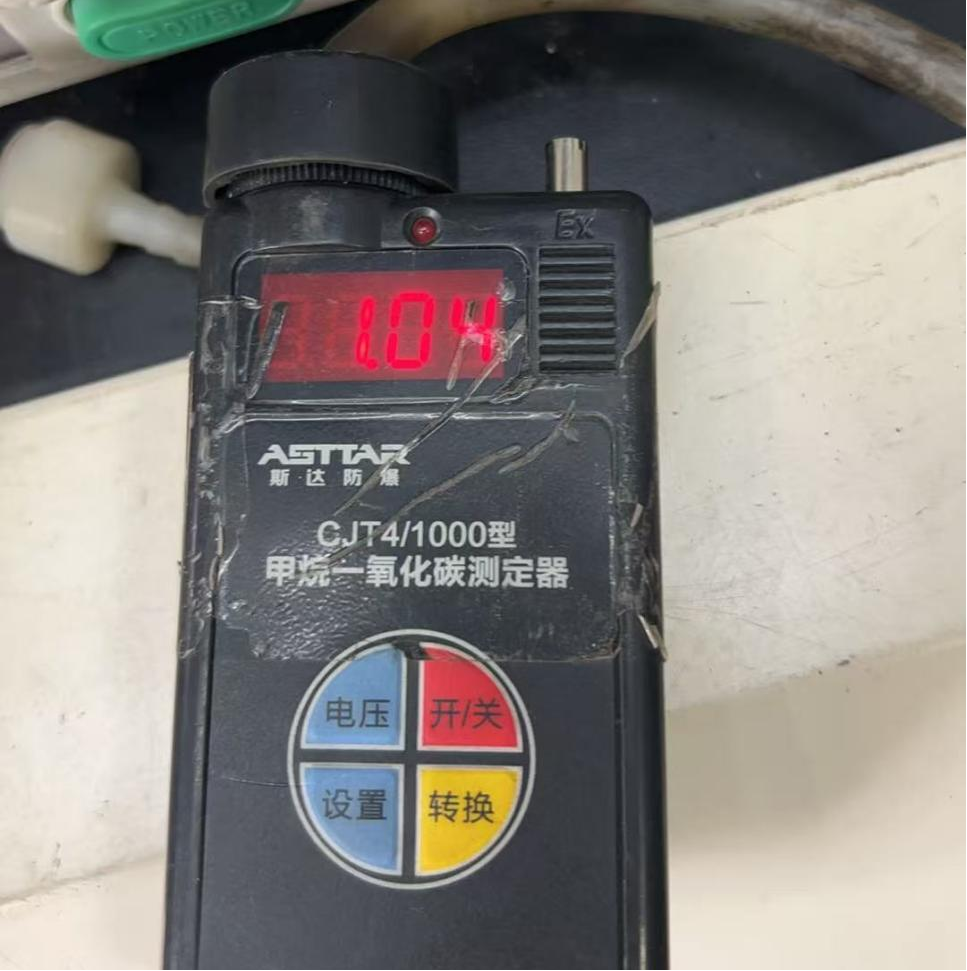 POWER
Ex
1.04
ASTTAR
斯·达 防 爆
CJT4/1000型
甲烷一氧化碳测定器
电压
开/关
设置
转换